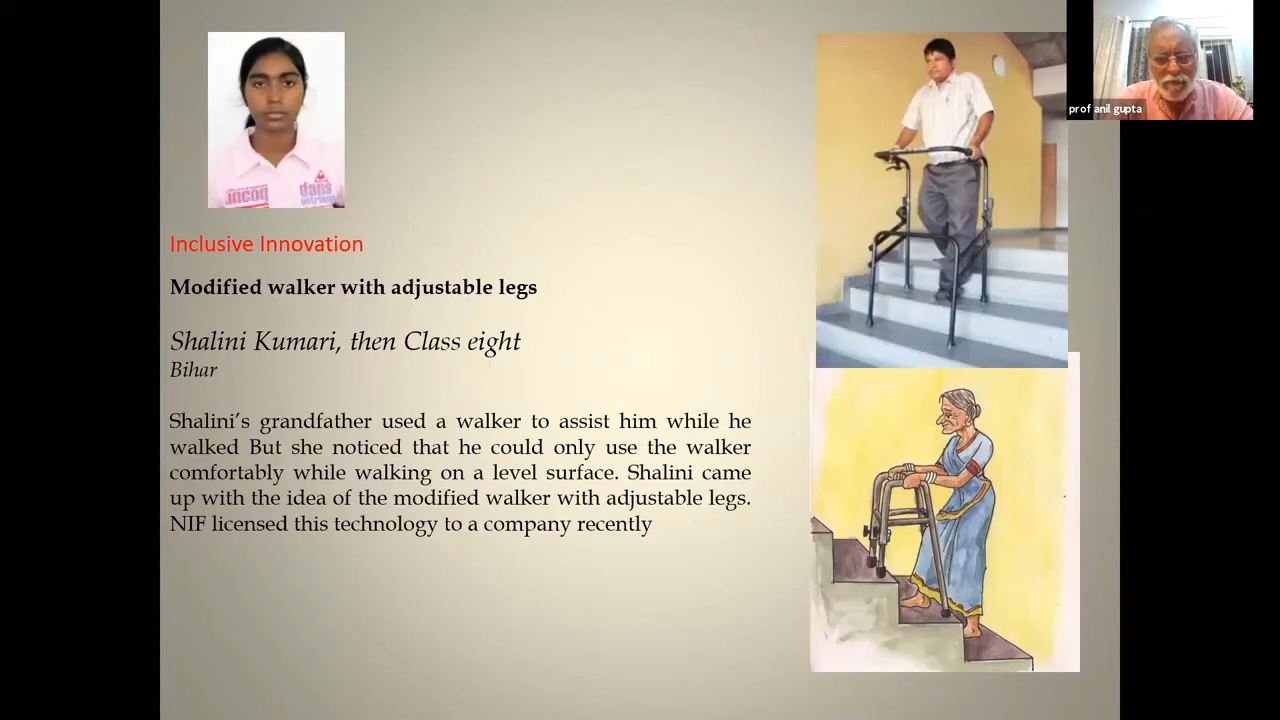 uncon
dans
prof anil gupta
Inclusive Innovation
Modified walker with adjustable legs
Shalini Kumari, then Class eight
Bihar
Shalini’s grandfather used a walker to assist him while he
walked But she noticed that he could only use the walker
comfortably while walking on a level surface. Shalini came
up with the idea of the modified walker with adjustable legs.
NIF licensed this technology to a company recently